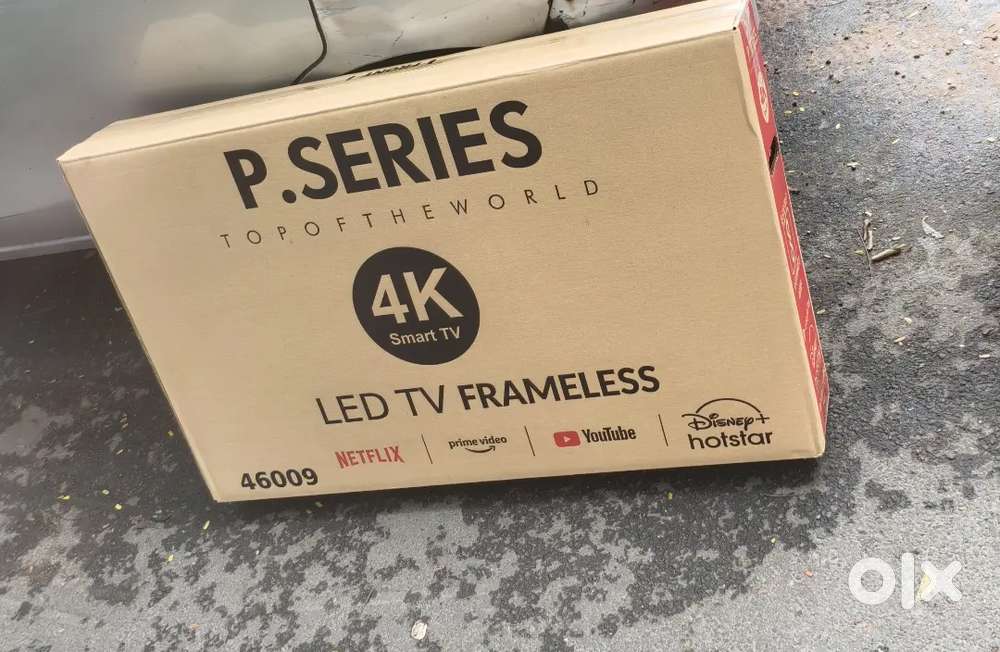 P.SERIES
TOPOFTHEWORLD
4K
Smart TV
LED TV FRAMELESS
NETFLIX
prime video
YouTube
Disney+
hotstar
46009
olx